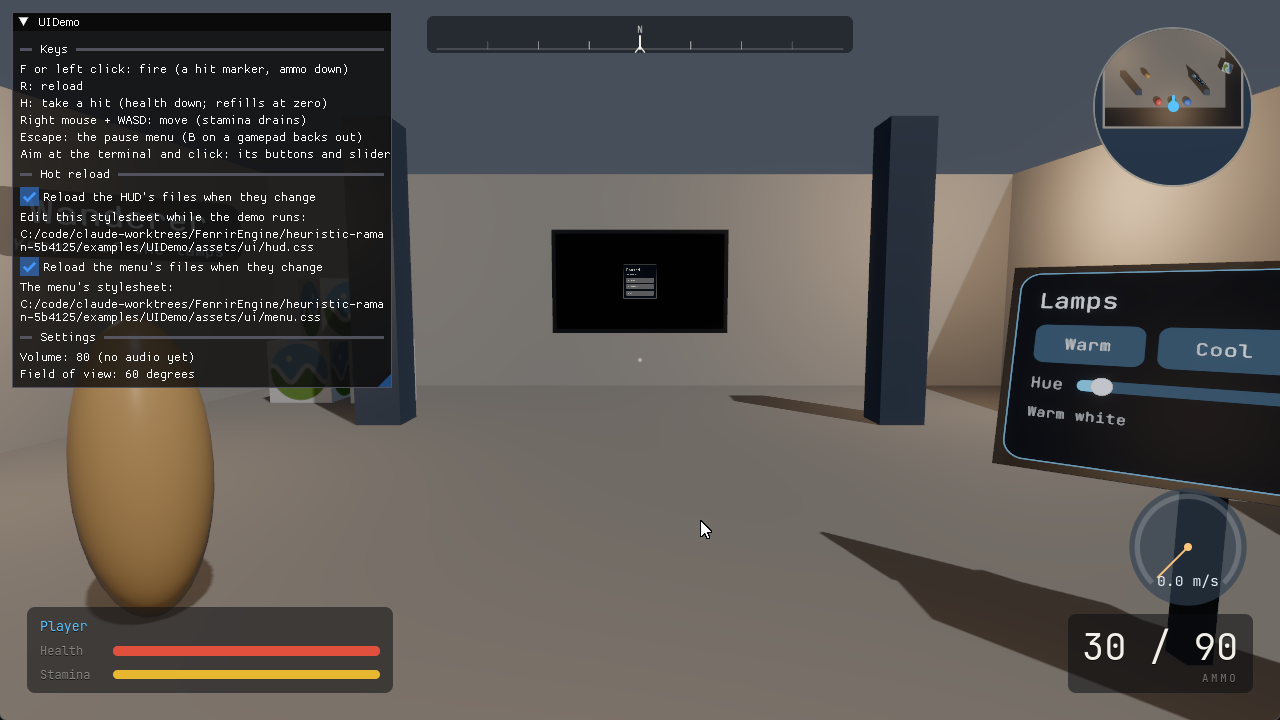 UIDemo
Keys
F or left click: fire (a hit marker, ammo down)
R: reload
H: take a hit (health down; refills at zero)
Right mouse + WASD: move (stamina drains)
Escape: the pause menu (B on a gamepad backs out)
Aim at the terminal and click: its buttons and slider
Hot reload
Reload the HUD's files when they change
Edit this stylesheet while the demo runs:
C:/code/claude-worktrees/FenrirEngine/heuristic-rama
n-5b4125/examples/UIDemo/assets/ui/hud.css
Reload the menu's files when they change
The menu's stylesheet:
C:/code/claude-worktrees/FenrirEngine/heuristic-rama
n-5b4125/examples/UIDemo/assets/ui/menu.css
Settings
Volume: 80 (no audio yet)
Field of view: 60 degrees
N
Lamps
Warm
Cool
Hue
Warm white
0.0 m/s
Player
Health
Stamina
30 / 90
AMMO